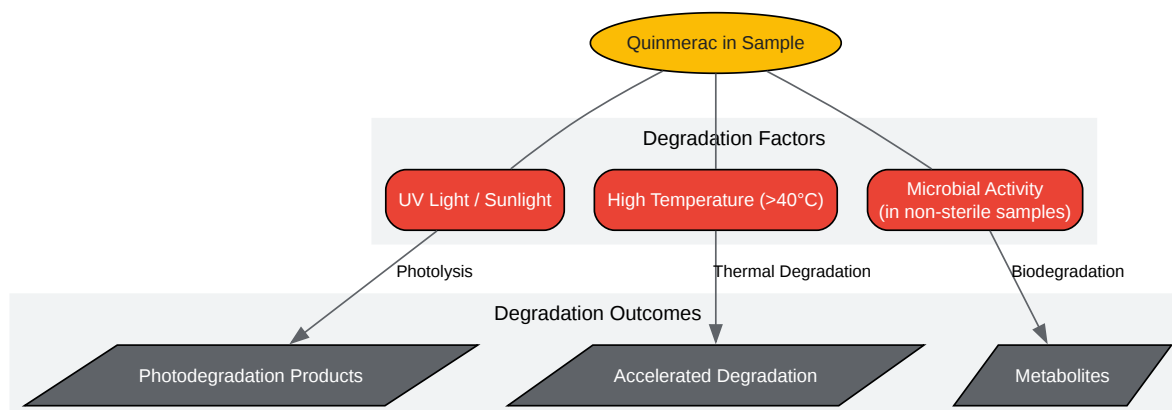 Quinmerac in Sample
Degradation Factors
UV Light / Sunlight
High Temperature (>40°C)
Microbial Activity
(in non-sterile samples)
Photolysis
Thermal Degradation
Biodegradation
Degradation Outcomes
Photodegradation Products
Accelerated Degradation
Metabolites